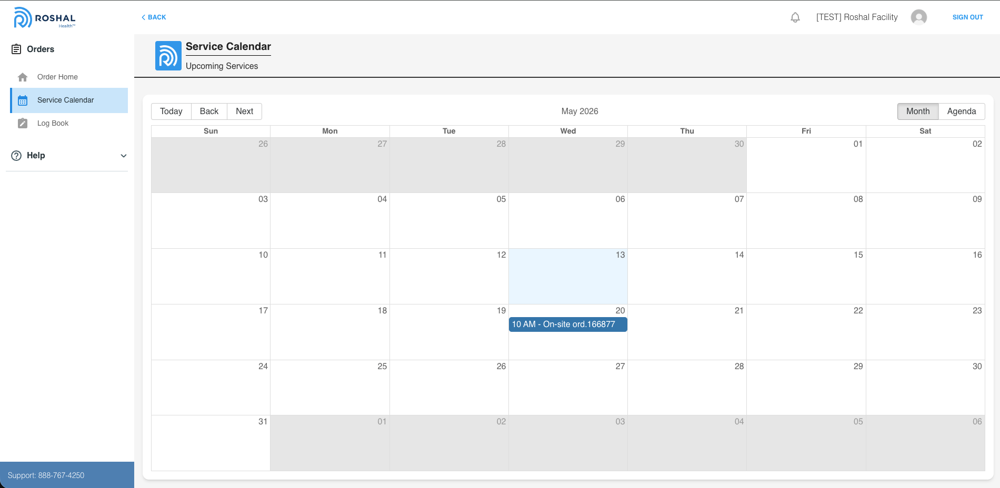 ROSHAL
Health™
BACK
[TEST] Roshal Facility
SIGN OUT
Orders
Order Home
Service Calendar
Log Book
Help
Support: 888-767-4250
Service Calendar
Upcoming Services
Today Back Next
May 2026
Month Agenda
Sun Mon Tue Wed Thu Fri Sat
26 27 28 29 30 01 02
03 04 05 06 07 08 09
10 11 12 13 14 15 16
17 18 19 20 21 22 23
10 AM - On-site ord.166877
24 25 26 27 28 29 30
31 01 02 03 04 05 06